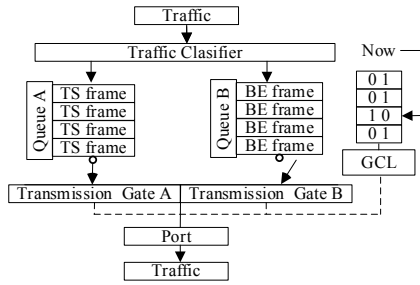 Traffic
Traffic Clasifier
Now
Queue A
TS frame
TS frame
TS frame
TS frame
Queue B
BE frame
BE frame
BE frame
BE frame
0 1
0 1
1 0
0 1
GCL
Transmission Gate A
Transmission Gate B
Port
Traffic